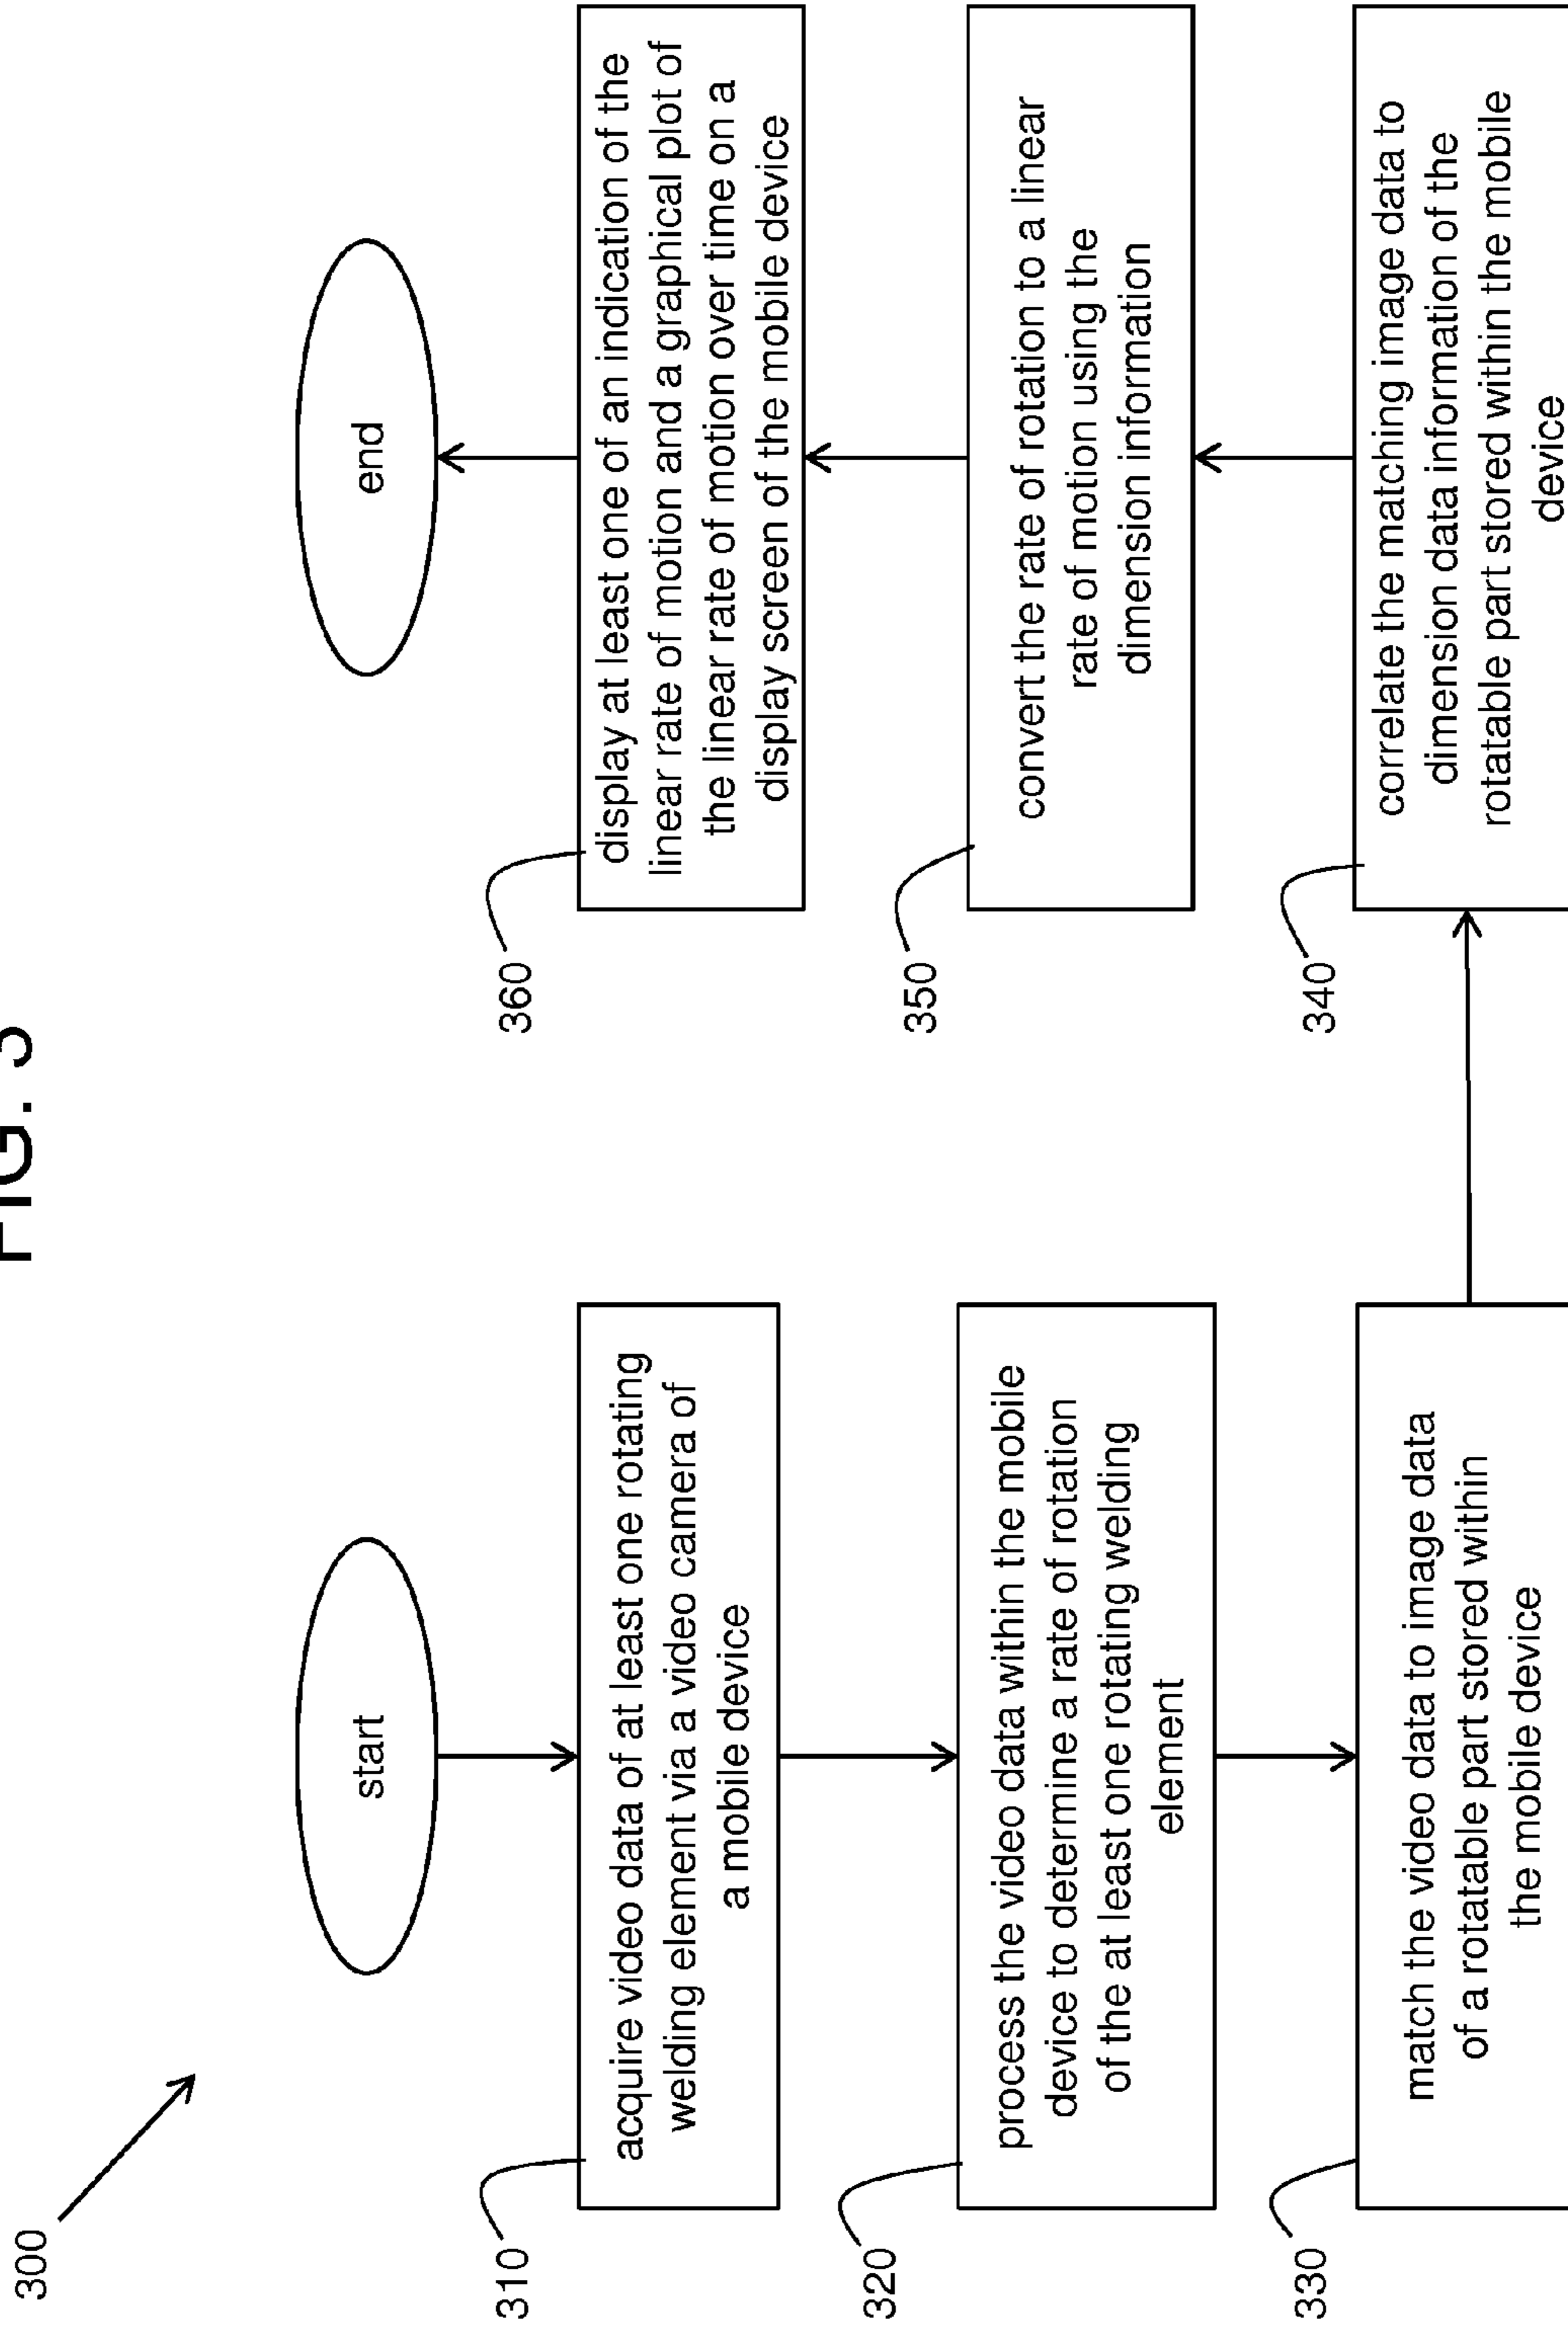 FIG. 3
300
start
310
acquire video data of at least one rotating
welding element via a video camera of
a mobile device
320
process the video data within the mobile
device to determine a rate of rotation
of the at least one rotating welding
element
330
match the video data to image data
of a rotatable part stored within
the mobile device
340
correlate the matching image data to
dimension data information of the
rotatable part stored within the mobile
device
350
convert the rate of rotation to a linear
rate of motion using the
dimension information
360
display at least one of an indication of the
linear rate of motion and a graphical plot of
the linear rate of motion over time on a
display screen of the mobile device
end